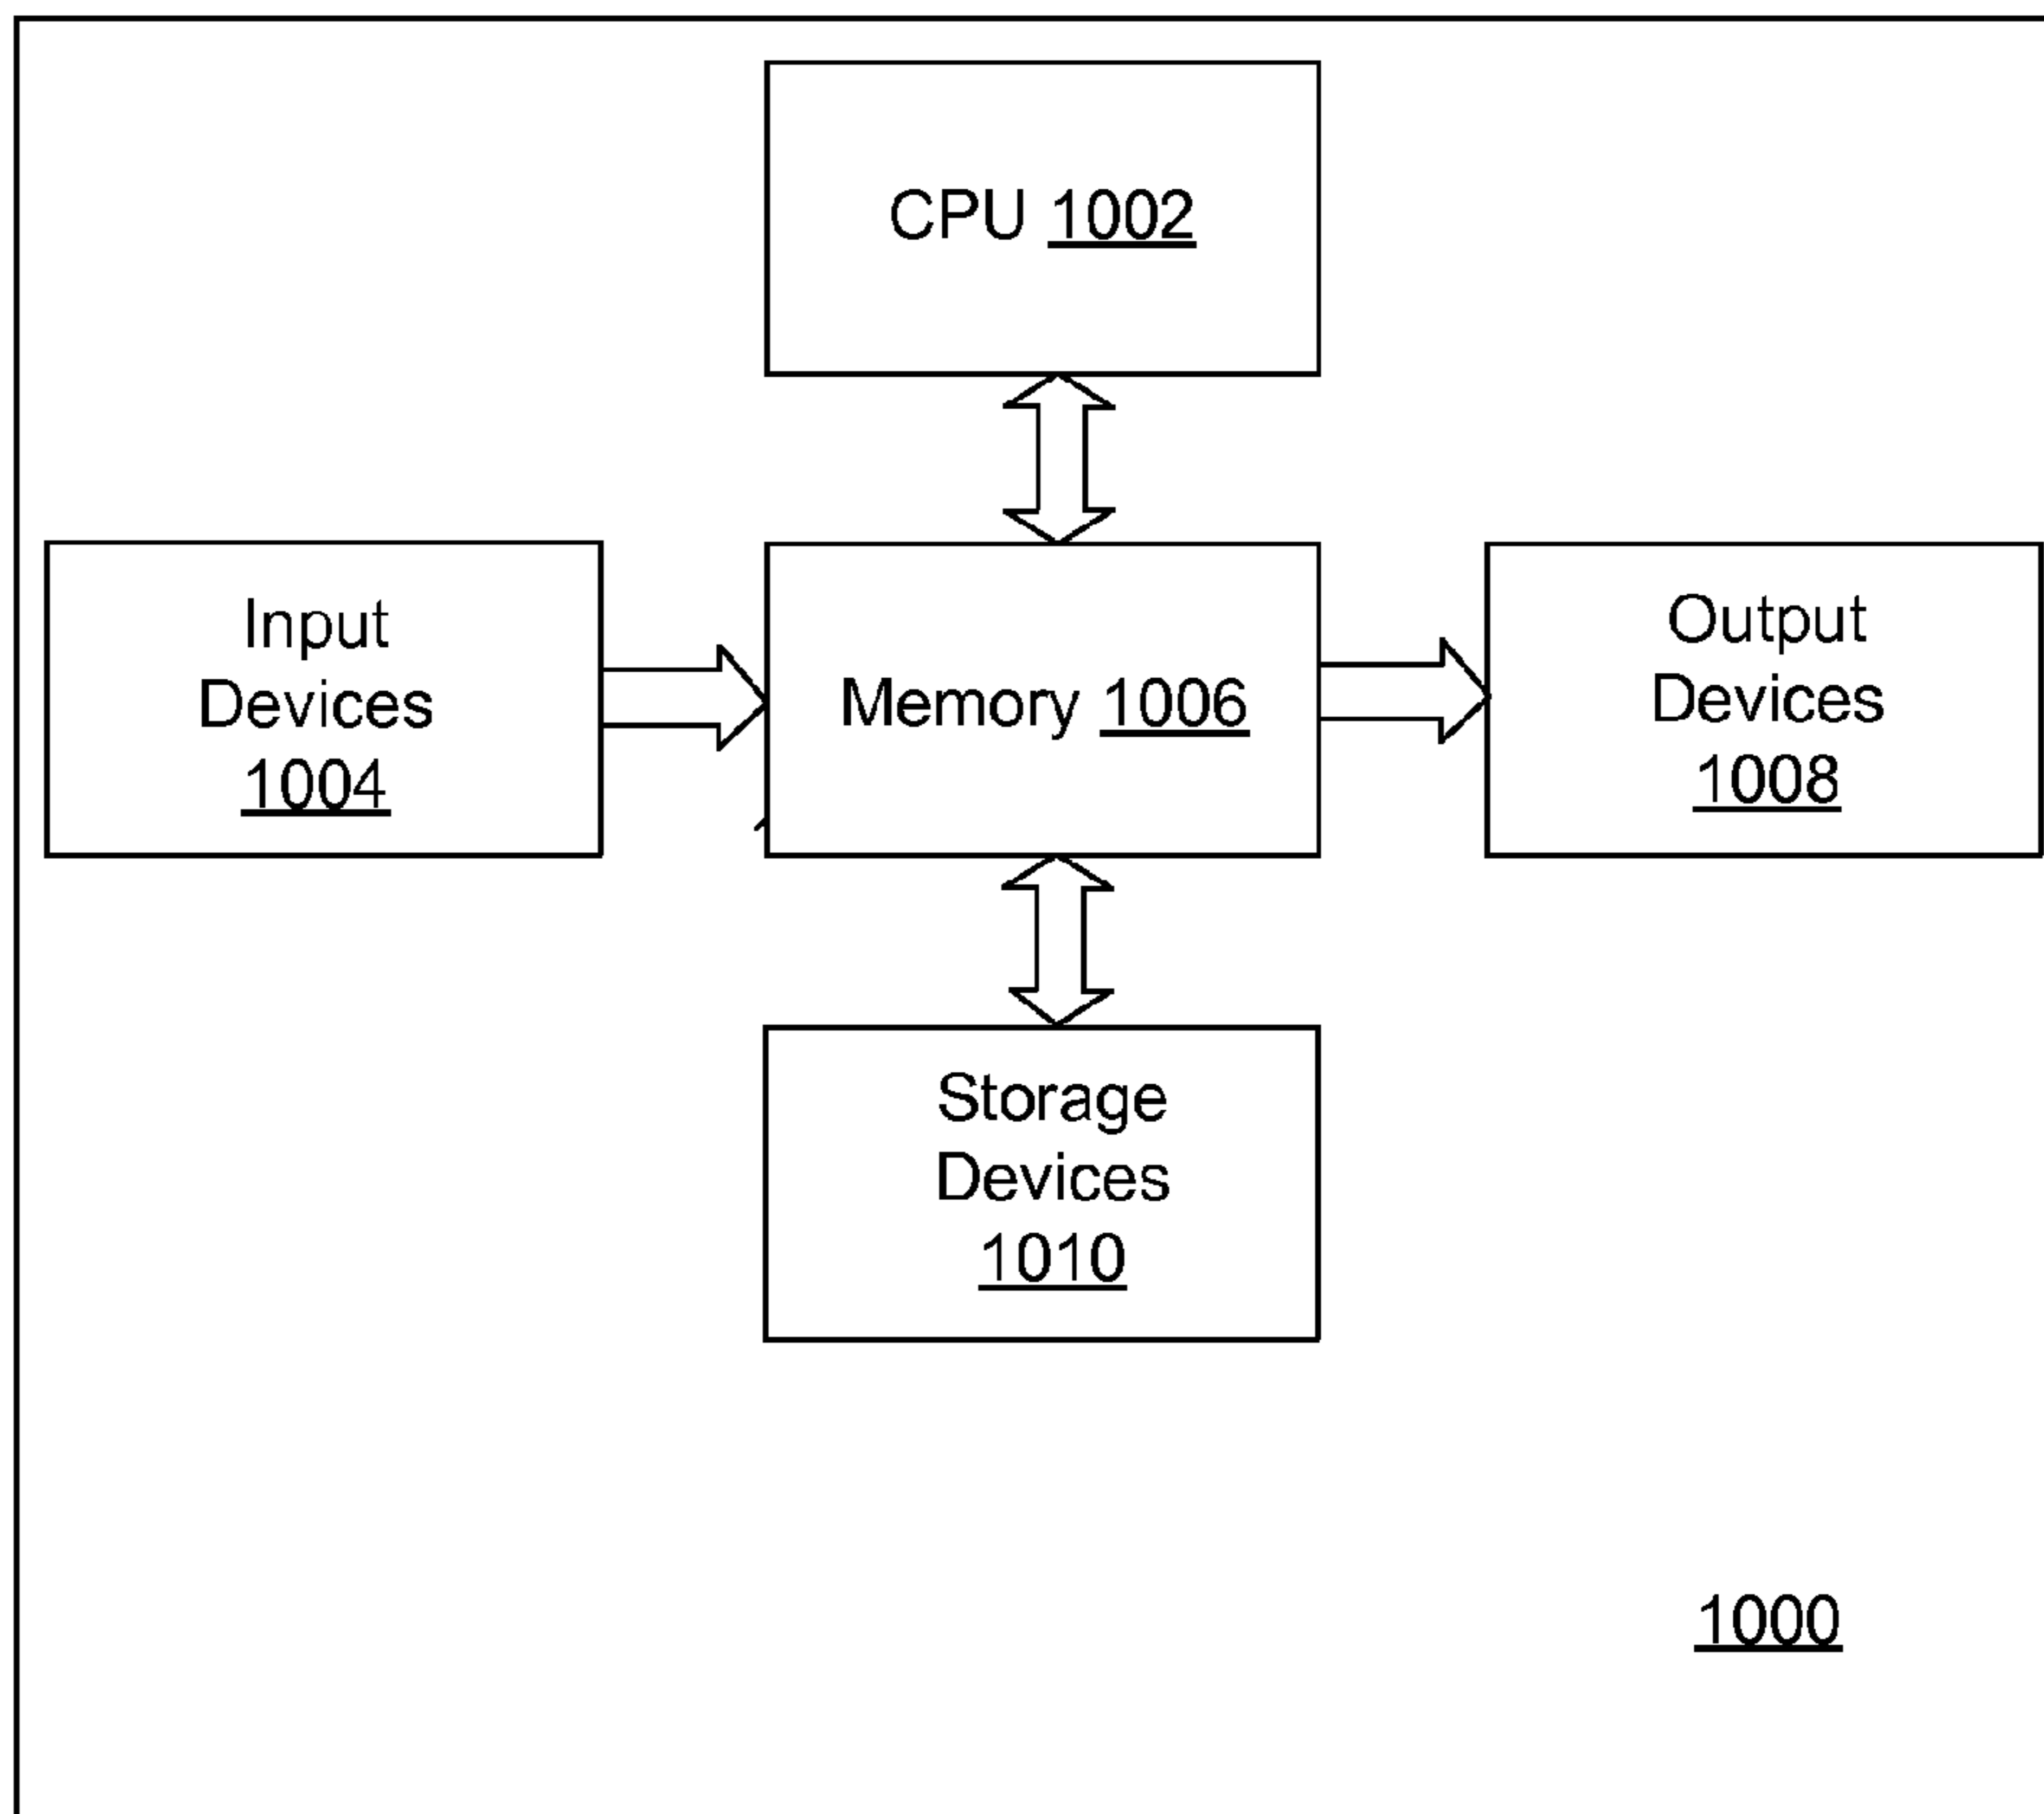 CPU 1002
Input
Devices
1004
Memory 1006
Output
Devices
1008
Storage
Devices
1010
1000